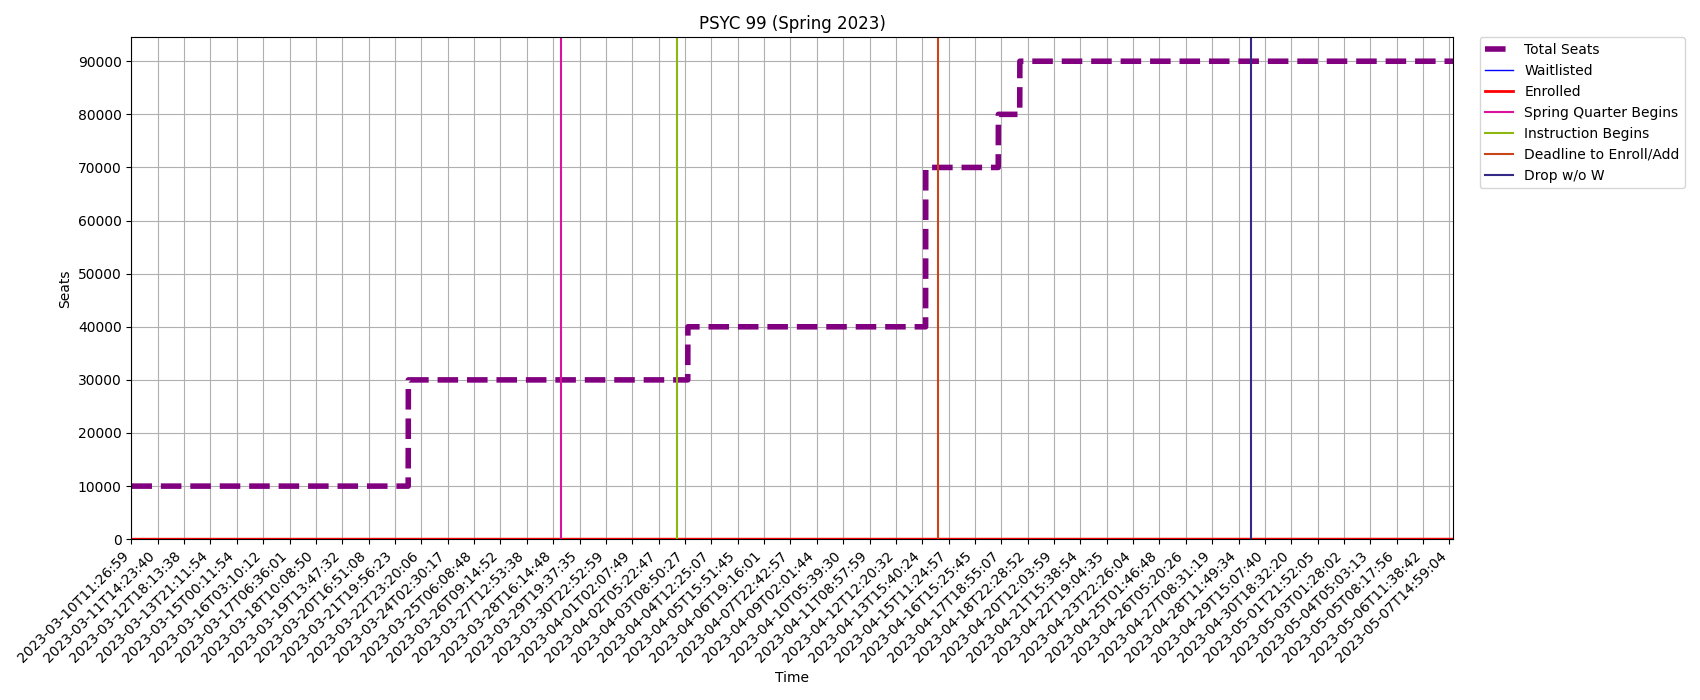 PSYC 99 (Spring 2023)
Seats
90000
80000
70000
60000
50000
40000
30000
20000
10000
0
2023-03-10T11:26:59
2023-03-11T14:23:40
2023-03-12T18:13:38
2023-03-13T21:11:54
2023-03-15T00:11:54
2023-03-16T03:10:12
2023-03-17T06:36:01
2023-03-18T10:08:50
2023-03-19T13:47:32
2023-03-20T16:51:08
2023-03-21T19:56:23
2023-03-22T23:20:06
2023-03-24T02:30:17
2023-03-25T06:08:48
2023-03-26T09:14:52
2023-03-27T12:53:38
2023-03-28T16:14:48
2023-03-29T19:37:35
2023-03-30T22:52:59
2023-04-01T02:07:49
2023-04-02T05:22:47
2023-04-03T08:50:27
2023-04-04T12:25:07
2023-04-05T15:51:45
2023-04-06T19:16:01
2023-04-07T22:42:57
2023-04-09T02:01:44
2023-04-10T05:39:30
2023-04-11T08:57:59
2023-04-12T12:20:32
2023-04-13T15:40:24
2023-04-15T11:24:57
2023-04-16T15:25:45
2023-04-17T18:55:07
2023-04-18T22:28:52
2023-04-20T12:03:59
2023-04-21T15:38:54
2023-04-22T19:04:35
2023-04-23T22:26:04
2023-04-25T01:46:48
2023-04-26T05:20:26
2023-04-27T08:31:19
2023-04-28T11:49:34
2023-04-29T15:07:40
2023-04-30T18:32:20
2023-05-01T21:52:05
2023-05-03T01:28:02
2023-05-04T05:03:13
2023-05-05T08:17:56
2023-05-06T11:38:42
2023-05-07T14:59:04
Time
Total Seats
Waitlisted
Enrolled
Spring Quarter Begins
Instruction Begins
Deadline to Enroll/Add
Drop w/o W